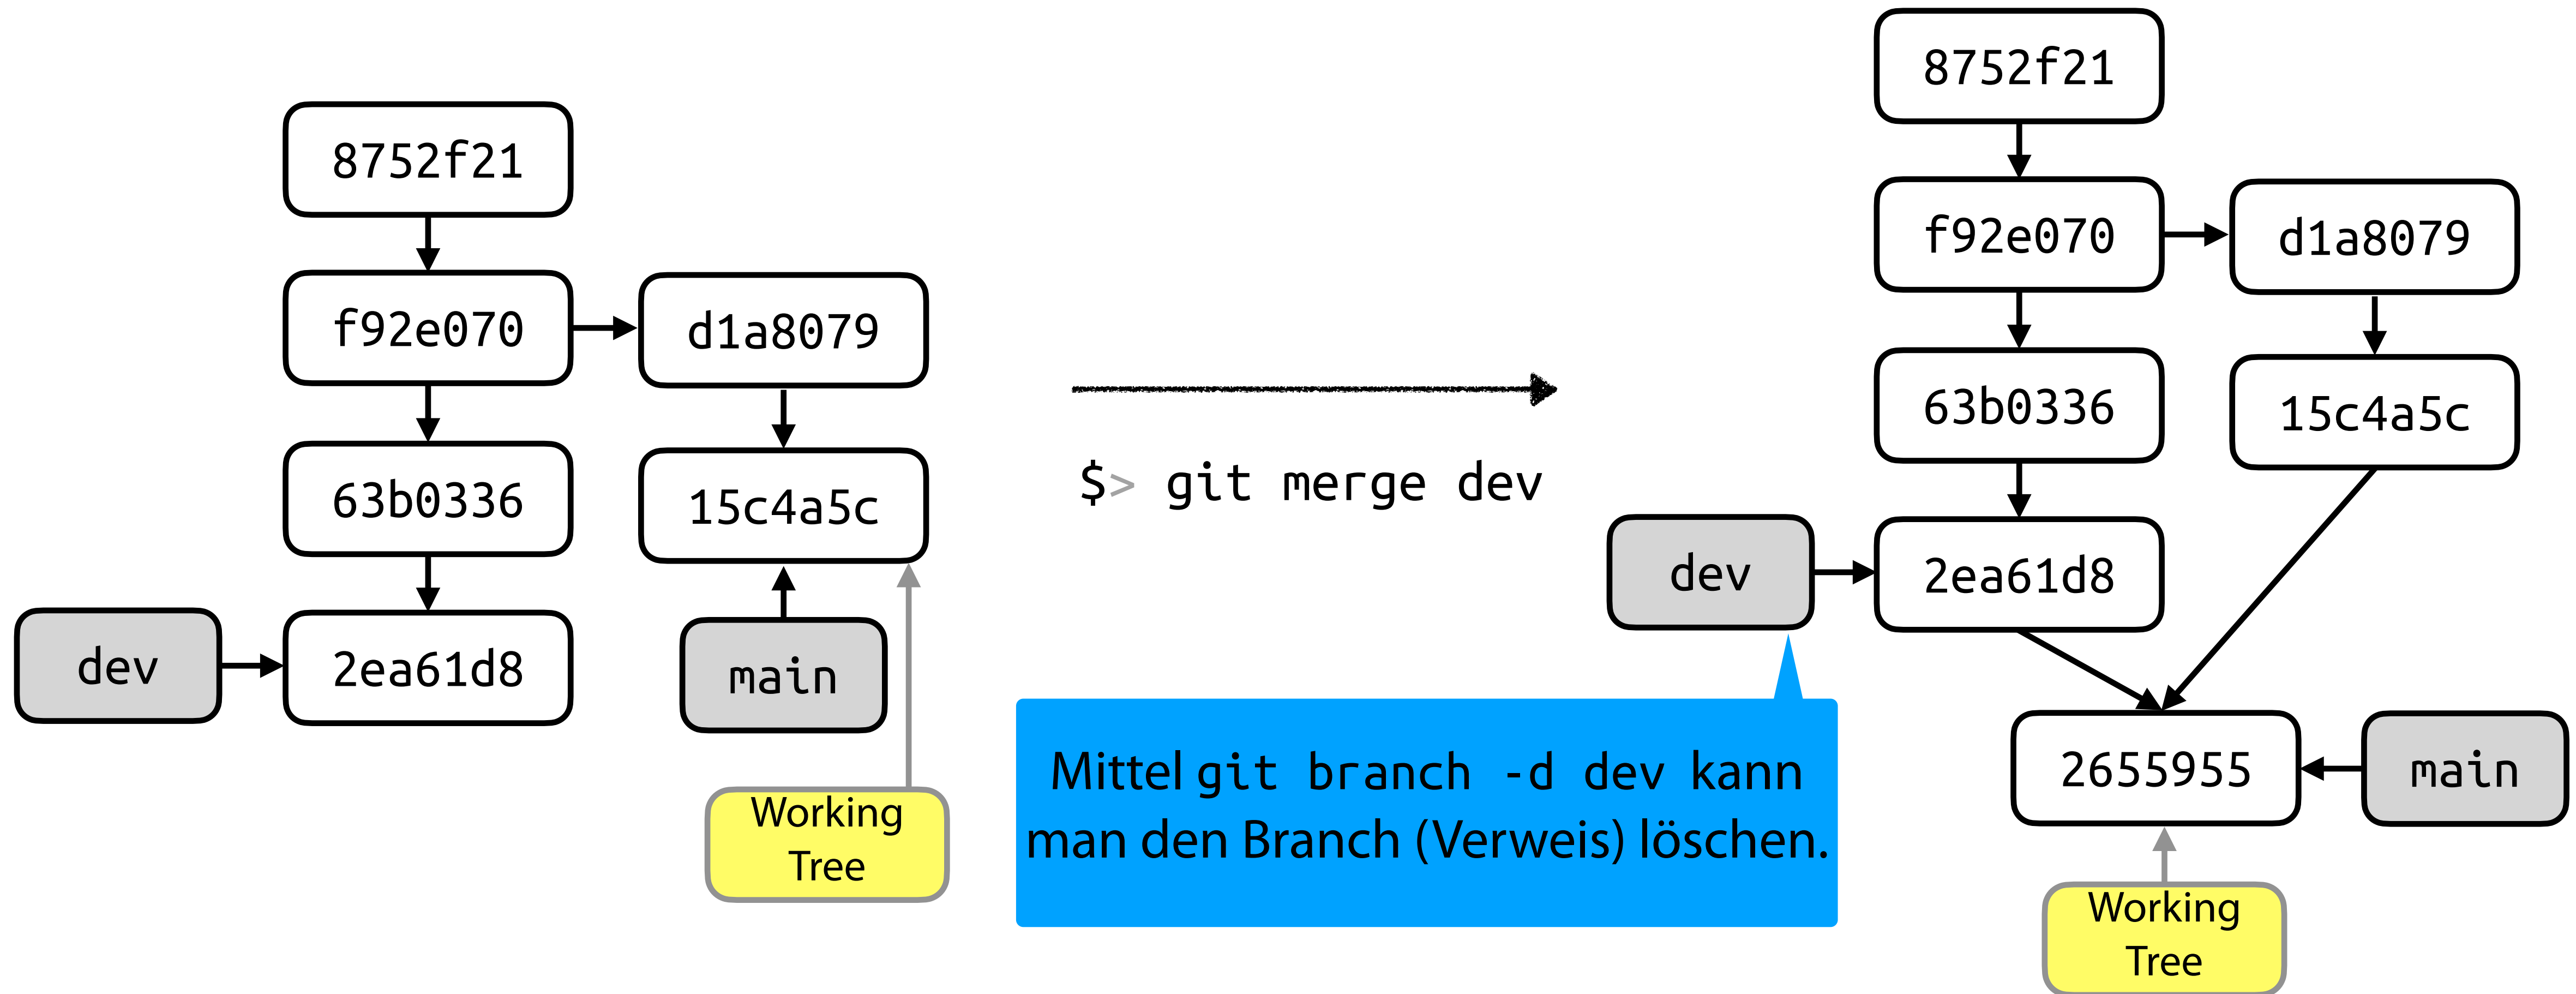 8752f21
f92e070
d1a8079
63b0336
15c4a5c
dev
2ea61d8
main
Working
Tree
$> git merge dev
Mittel git branch -d dev kann
man den Branch (Verweis) löschen.
8752f21
f92e070
d1a8079
63b0336
15c4a5c
dev
2ea61d8
2655955
main
Working
Tree